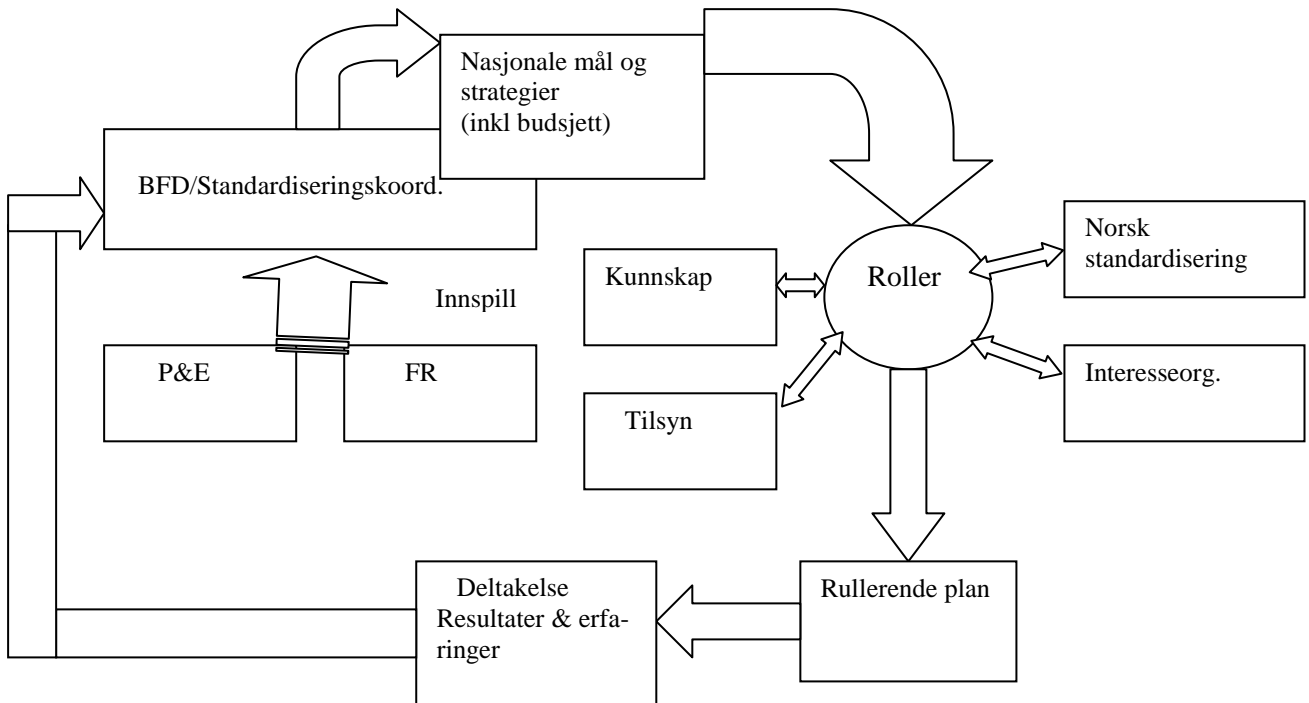 Nasjonale mål og
strategier
(inkl budsjett)
BFD/Standardiseringskoord.
Norsk
standardisering
Kunnskap
Roller
Innspill
P&E
FR
Interesseorg.
Tilsyn
Deltakelse
Resultater & erfa-
ringer
Rullerende plan